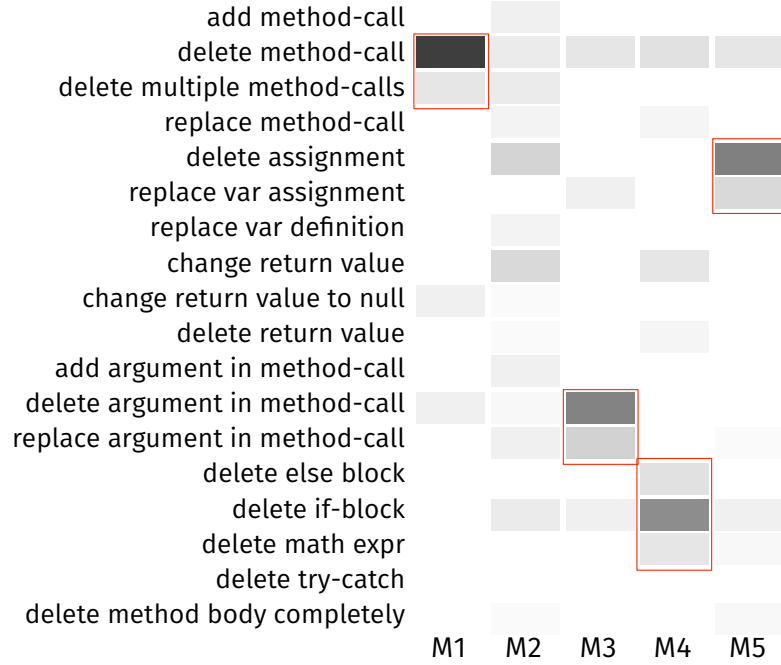 add method-call
delete method-call
delete multiple method-calls
replace method-call
delete assignment
replace var assignment
replace var definition
change return value
change return value to null
delete return value
add argument in method-call
delete argument in method-call
replace argument in method-call
delete else block
delete if-block
delete math expr
delete try-catch
delete method body completely
M1 M2 M3 M4 M5